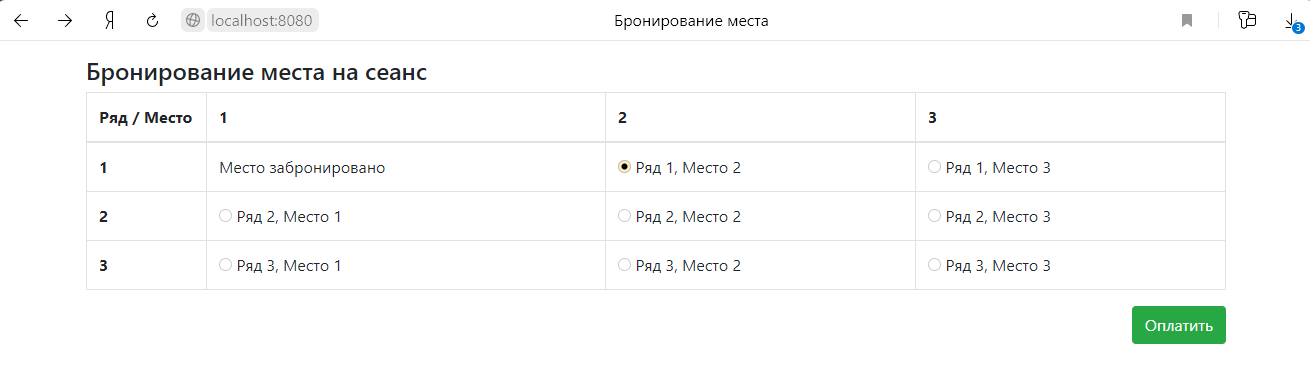 Я localhost:8080 Бронирование места 3
Бронирование места на сеанс
Ряд / Место 1 2 3
1 Место забронировано Ряд 1, Место 2 Ряд 1, Место 3
2 Ряд 2, Место 1 Ряд 2, Место 2 Ряд 2, Место 3
3 Ряд 3, Место 1 Ряд 3, Место 2 Ряд 3, Место 3
Оплатить